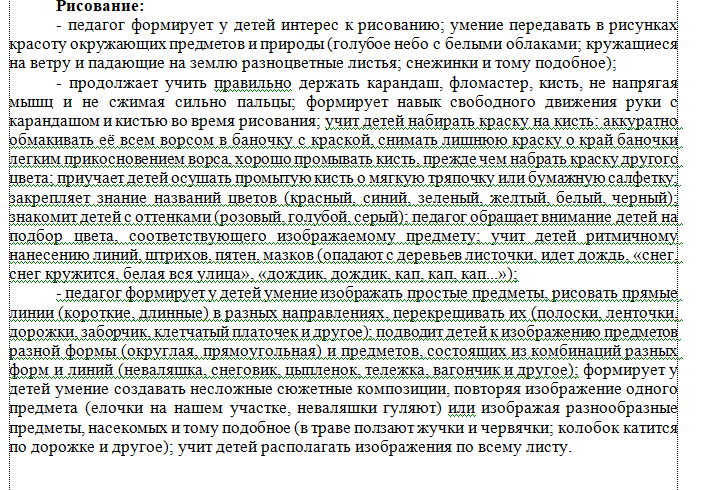 Рисование:
- педагог формирует у детей интерес к рисованию; умение передавать в рисунках
красоту окружающих предметов и природы (голубое небо с белыми облаками; кружащиеся
на ветру и падающие на землю разноцветные листья; снежинки и тому подобное);
- продолжает учить правильно держать карандаш, фломастер, кисть, не напрягая
мышц и не сжимая сильно пальцы; формирует навык свободного движения руки с
карандашом и кистью во время рисования; учит детей набирать краску на кисть: аккуратно
обмакивать её всем ворсом в баночку с краской, снимать лишнюю краску о край баночки
легким прикосновением ворса, хорошо промывать кисть, прежде чем набрать краску другого
цвета; приучает детей осушать промытую кисть о мягкую тряпочку или бумажную салфетку;
закрепляет знание названий цветов (красный, синий, зеленый, желтый, белый, черный);
знакомит детей с оттенками (розовый, голубой, серый); педагог обращает внимание детей на
подбор цвета, соответствующего изображаемому предмету; учит детей ритмичному
нанесению линий, штрихов, пятен, мазков (опадают с деревьев листочки, идет дождь, «снег,
снег кружится, белая вся улица», «дождик, дождик, кап, кап, кап...»);
- педагог формирует у детей умение изображать простые предметы, рисовать прямые
линии (короткие, длинные) в разных направлениях, перекрещивать их (полоски, ленточки,
дорожки, заборчик, клетчатый платочек и другое); подводит детей к изображению предметов
разной формы (округлая, прямоугольная) и предметов, состоящих из комбинаций разных
форм и линий (неваляшка, снеговик, цыпленок, тележка, вагончик и другое); формирует у
детей умение создавать несложные сюжетные композиции, повторяя изображение одного
предмета (елочки на нашем участке, неваляшки гуляют) или изображая разнообразные
предметы, насекомых и тому подобное (в траве ползают жучки и червячки; колобок катится
по дорожке и другое); учит детей располагать изображения по всему листу.